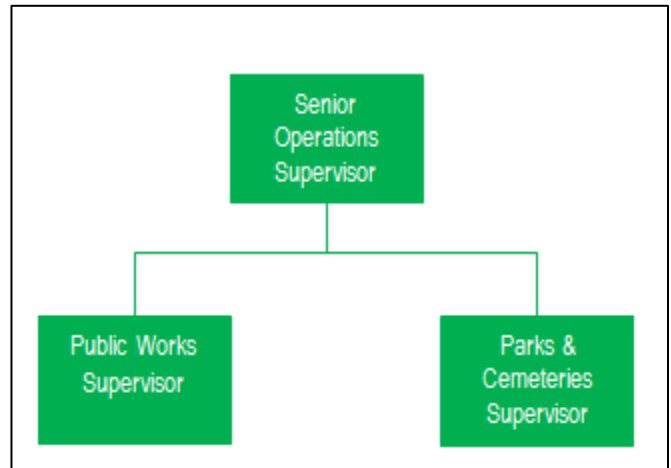 Senior
Operations
Supervisor
Public Works
Supervisor
Parks &
Cemeteries
Supervisor